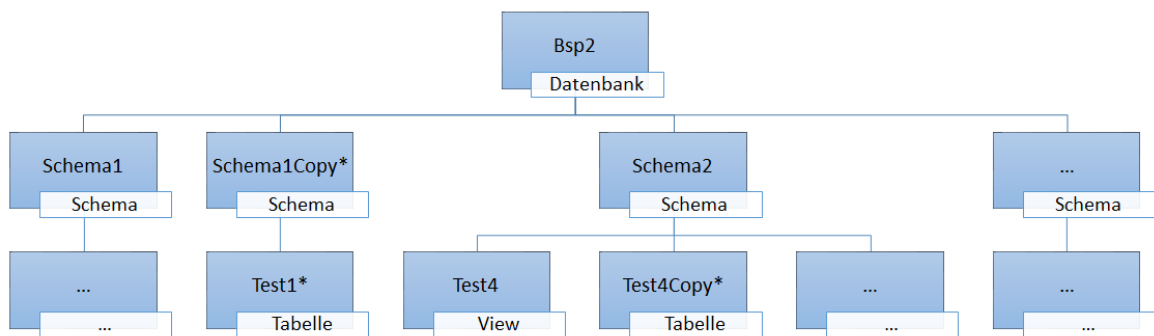 Bsp2
Datenbank
Schema1
Schema
Schema1Copy*
Schema
Schema2
Schema
...
Schema
...
...
Test1*
Tabelle
Test4
View
Test4Copy*
Tabelle
...
...
...
...